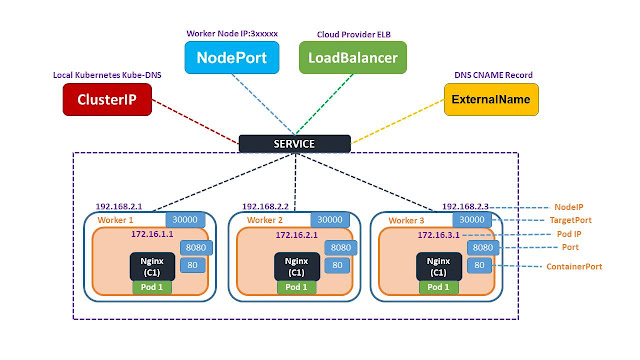 Worker Node IP:3xxxxx
Cloud Provider ELB
NodePort
LoadBalancer
Local Kubernetes Kube-DNS
DNS CNAME Record
ClusterIP
ExternalName
SERVICE
192.168.2.1
192.168.2.2
192.168.2.3
NodeIP
Worker 1
30000
Worker 2
30000
Worker 3
30000
TargetPort
172.16.1.1
172.16.2.1
172.16.3.1
Pod IP
8080
8080
8080
Port
Nginx
(C1)
80
Nginx
(C1)
80
Nginx
(C1)
80
ContainerPort
Pod 1
Pod 1
Pod 1